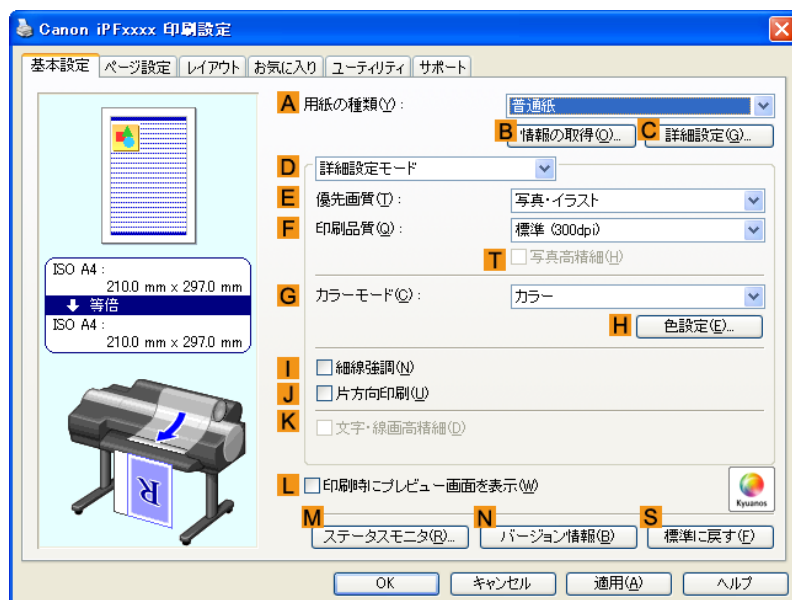 Canon iPFxxxx 印刷設定
基本設定 ページ設定 レイアウト お気に入り ユーティリティ サポート
A 用紙の種類(Y) : 普通紙
B 情報の取得(O)... C 詳細設定(G)...
D 詳細設定モード
E 優先画質(T) : 写真・イラスト
F 印刷品質(Q) : 標準 (300dpi)
T 写真高精細(H)
ISO A4 :
210.0 mm x 297.0 mm
等倍
ISO A4 :
210.0 mm x 297.0 mm
G カラーモード(C) : カラー
H 色設定(E)...
I 細線強調(N)
J 片方向印刷(U)
K 文字・線画高精細(D)
R
L 印刷時にプレビュー画面を表示(W)
Kyuanos
M ステータスモニタ(R)... N バージョン情報(B) S 標準に戻す(F)
OK キャンセル 適用(A) ヘルプ